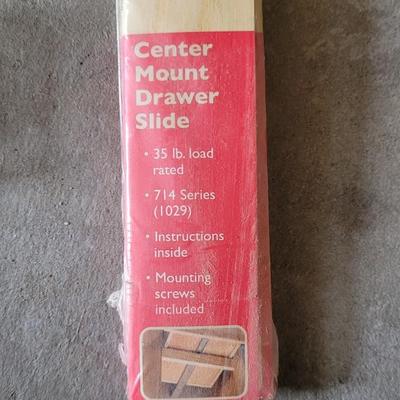 Center
Mount
Drawer
Slide
• 35 lb. load
rated
• 714 Series
(1029)
• Instructions
inside
• Mounting
screws
included